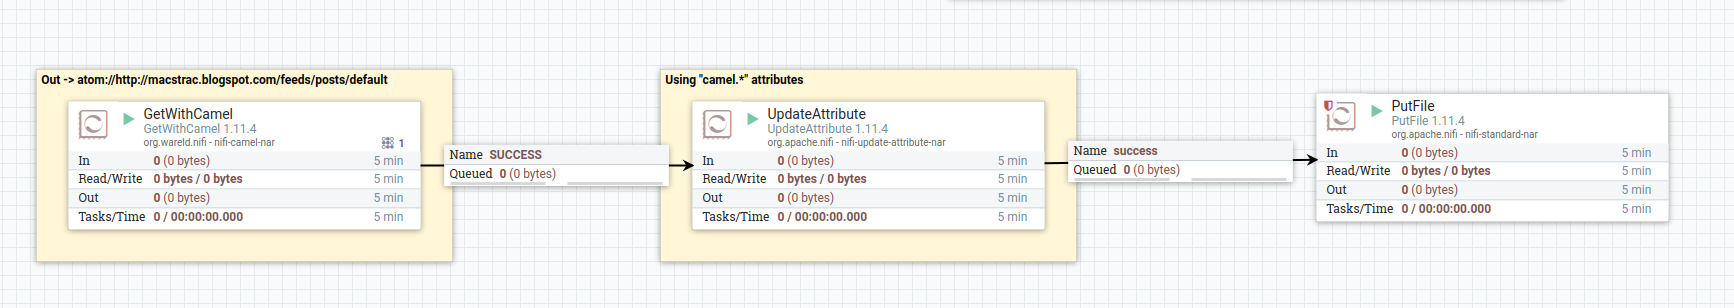 Out -> atom://http://macstrac.blogspot.com/feeds/posts/default
GetWithCamel
GetWithCamel 1.11.4
org.wareld.nifi - nifi-camel-nar
1
In 0 (0 bytes) 5 min
Read/Write 0 bytes / 0 bytes 5 min
Out 0 (0 bytes) 5 min
Tasks/Time 0 / 00:00:00.000 5 min
Name SUCCESS
Queued 0 (0 bytes)
Using "camel.*" attributes
UpdateAttribute
UpdateAttribute 1.11.4
org.apache.nifi - nifi-update-attribute-nar
In 0 (0 bytes) 5 min
Read/Write 0 bytes / 0 bytes 5 min
Out 0 (0 bytes) 5 min
Tasks/Time 0 / 00:00:00.000 5 min
Name success
Queued 0 (0 bytes)
PutFile
PutFile 1.11.4
org.apache.nifi - nifi-standard-nar
In 0 (0 bytes) 5 min
Read/Write 0 bytes / 0 bytes 5 min
Out 0 (0 bytes) 5 min
Tasks/Time 0 / 00:00:00.000 5 min